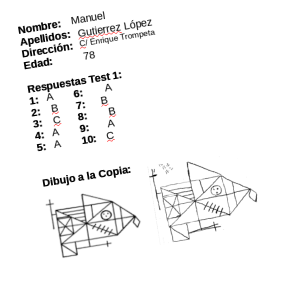 Nombre: Manuel
Apellidos: Gutierrez López
Dirección: C/ Enrique Trompeta
Edad: 78
Respuestas Test 1:
1: A 6: A
2: B 7: B
3: C 8: B
4: A 9: A
5: A 10: C
Dibujo a la Copia: